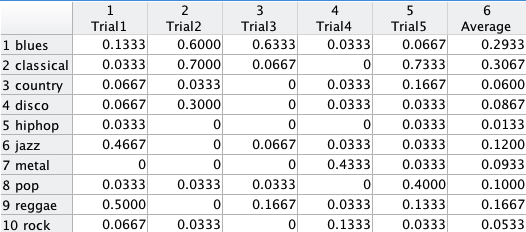 1 2 3 4 5 6
Trial1 Trial2 Trial3 Trial4 Trial5 Average
1 blues 0.1333 0.6000 0.6333 0.0333 0.0667 0.2933
2 classical 0.0333 0.7000 0.0667 0 0.7333 0.3067
3 country 0.0667 0.0333 0 0.0333 0.1667 0.0600
4 disco 0.0667 0.3000 0 0.0333 0.0333 0.0867
5 hiphop 0.0333 0 0 0 0.0333 0.0133
6 jazz 0.4667 0 0.0667 0.0333 0.0333 0.1200
7 metal 0 0 0 0.4333 0.0333 0.0933
8 pop 0.0333 0.0333 0.0333 0 0.4000 0.1000
9 reggae 0.5000 0 0.1667 0.0333 0.1333 0.1667
10 rock 0.0667 0.0333 0 0.1333 0.0333 0.0533